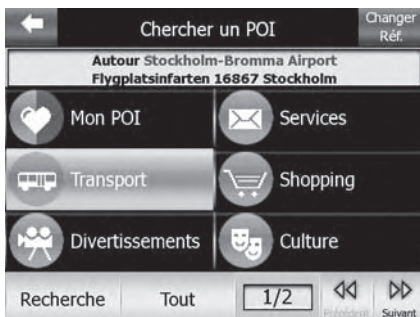 Chercher un POI
Changer
Réf.
Autour Stockholm-Bromma Airport
Flygplatsinfarten 16867 Stockholm
Mon POI
Services
Transport
Shopping
Divertissements
Culture
Recherche
Tout
1/2
Précédent
Suivant